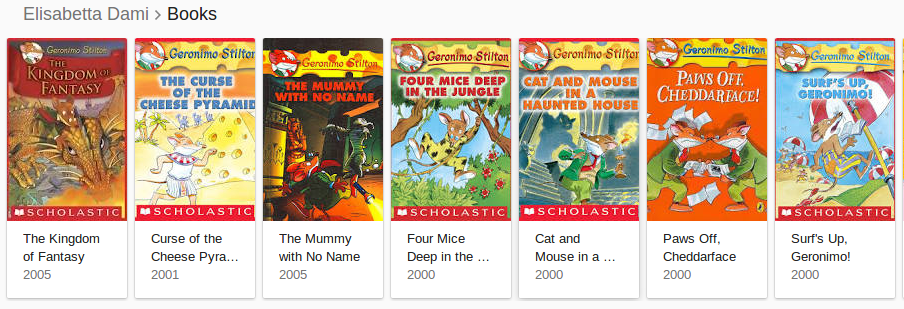 Elisabetta Dami > Books
Geronimo Stilton
THE KINGDOM OF FANTASY
SCHOLASTIC
Geronimo Stilton
THE CURSE
OF THE
CHEESE PYRAMID
SCHOLASTIC
Geronimo Stilton
THE MUMMY
WITH NO NAME
SCHOLASTIC
Geronimo Stilton
FOUR MICE DEEP
IN THE JUNGLE
SCHOLASTIC
Geronimo Stilton
CAT AND MOUSE
IN A
HAUNTED HOUSE
SCHOLASTIC
Geronimo Stilton
PAWS OFF,
CHEDDARFACE!
Geronimo Stilton
SURF'S UP,
GERONIMO!
SCHOLASTIC
The Kingdom
of Fantasy
2005
Curse of the
Cheese Pyra...
2001
The Mummy
with No Name
2005
Four Mice
Deep in the ...
2000
Cat and
Mouse in a ...
2000
Paws Off,
Cheddarface
2000
Surf's Up,
Geronimo!
2000